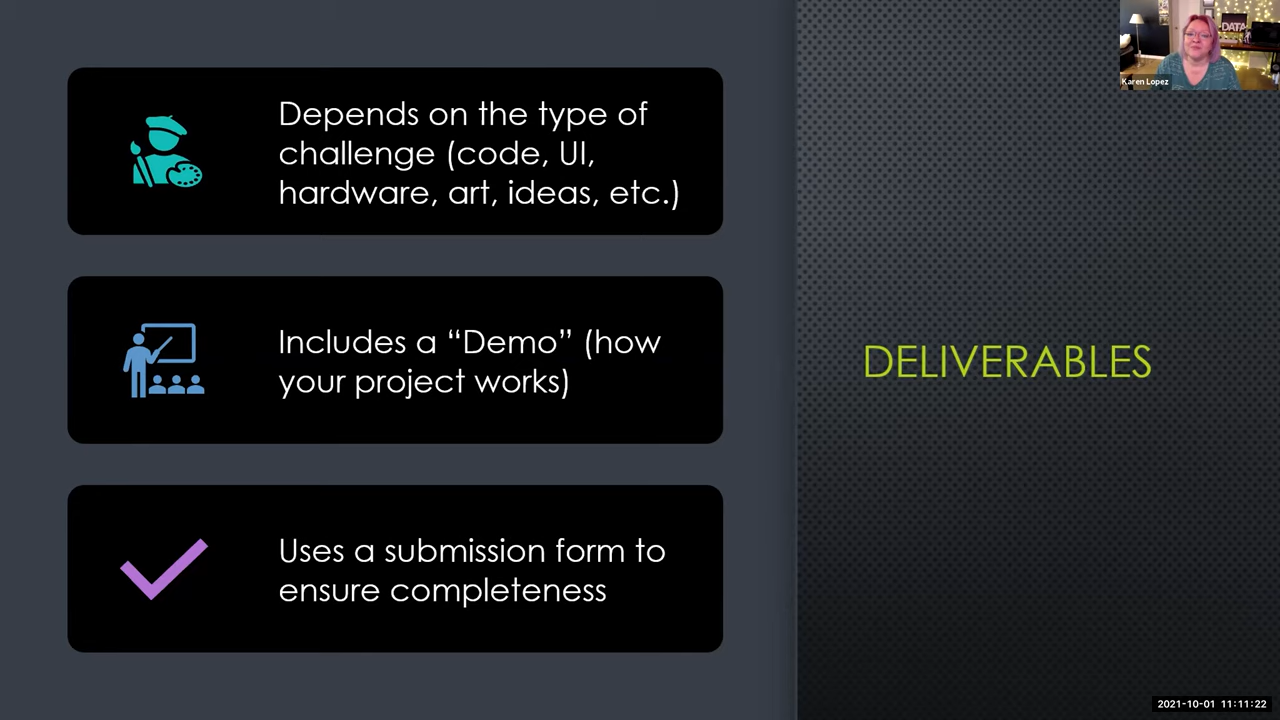 Depends on the type of
challenge (code, UI,
hardware, art, ideas, etc.)
Includes a “Demo” (how
your project works)
Uses a submission form to
ensure completeness
DELIVERABLES
DATA
Karen Lopez
2021-10-01 11:11:22